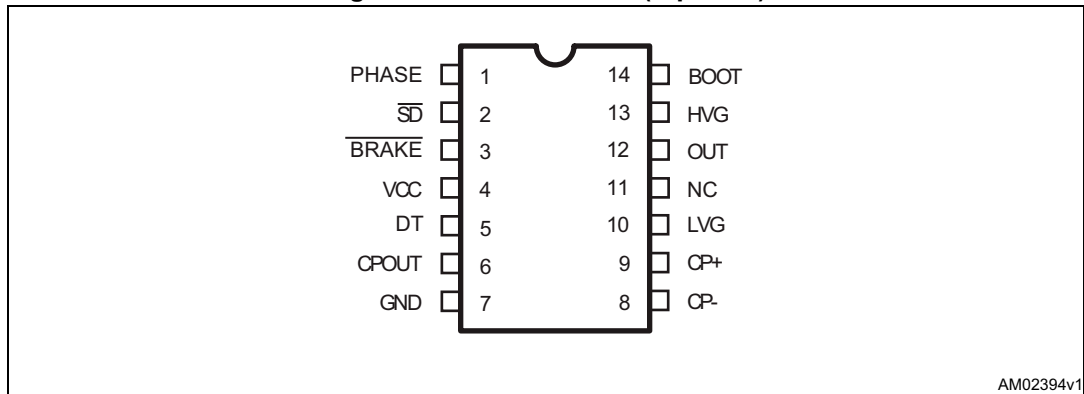 PHASE 1 14 BOOT
SD 2 13 HVG
BRAKE 3 12 OUT
VCC 4 11 NC
DT 5 10 LVG
CPOUT 6 9 CP+
GND 7 8 CP-
AM02394v1